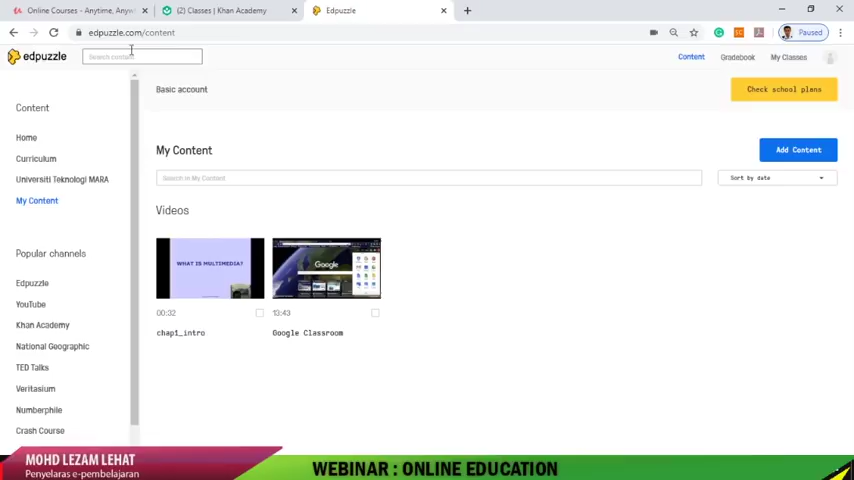 Online Courses - Anytime, Anyw
(2) Classes | Khan Academy
Edpuzzle
edpuzzle.com/content
Paused
edpuzzle
Search content
Content
Gradebook
My Classes
Content
Home
Curriculum
Universiti Teknologi MARA
My Content
Popular channels
Edpuzzle
YouTube
Khan Academy
National Geographic
TED Talks
Veritasium
Numberphile
Crash Course
Basic account
Check school plans
My Content
Add Content
Search in My Content
Sort by date
Videos
WHAT IS MULTIMEDIA?
Google
00:32
13:43
chap1_intro
Google Classroom
MOHD LEZAM LEHAT
Penyelaras e-pembelajaran
WEBINAR : ONLINE EDUCATION